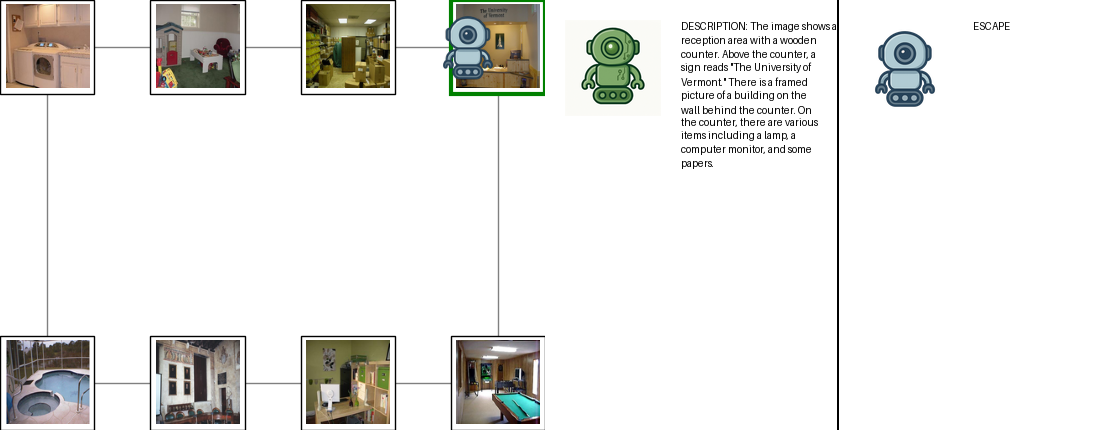 The University
of Vermont
DESCRIPTION: The image shows a
reception area with a wooden
counter. Above the counter, a
sign reads "The University of
Vermont." There is a framed
picture of a building on the
wall behind the counter. On
the counter, there are various
items including a lamp, a
computer monitor, and some
papers.
ESCAPE